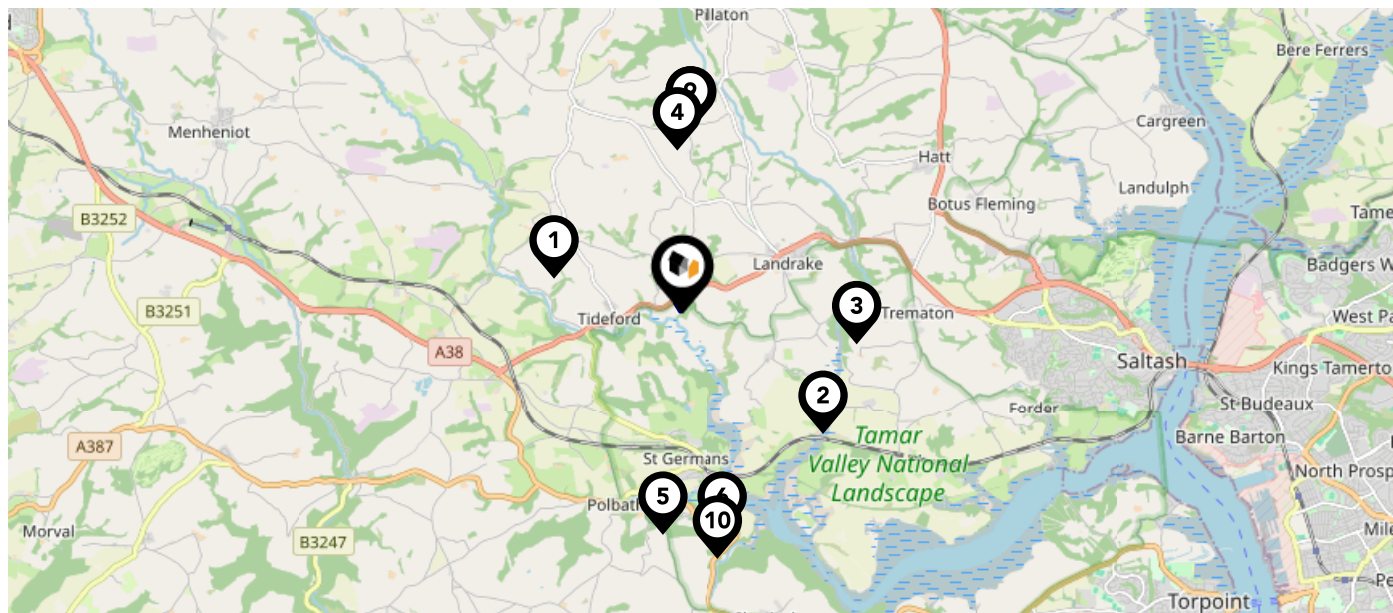 Pillaton
Bere Ferrers
9
4
Cargreen
Menheniot
Hatt
Landulph
Botus Fleming
B3252
Tame
1
Landrake
Badgers W
B3251
3
Tideford
Trematon
West Pa
A38
Saltash
Kings Tamerto
2
St Budeaux
Forder
A387
Tamar
Valley National
Landscape
Barne Barton
St Germans
North Prosp
5
6
Polbath
10
Morval
B3247
Mile
Pe
Torpoint